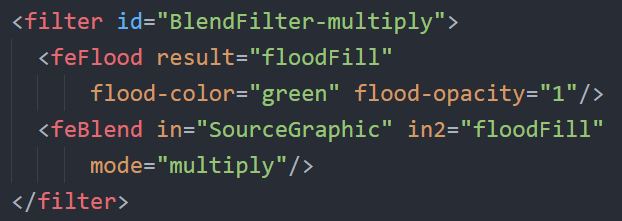 <filter id="BlendFilter-multiply">
<feFlood result="floodFill"
flood-color="green" flood-opacity="1"/>
<feBlend in="SourceGraphic" in2="floodFill"
mode="multiply"/>
</filter>